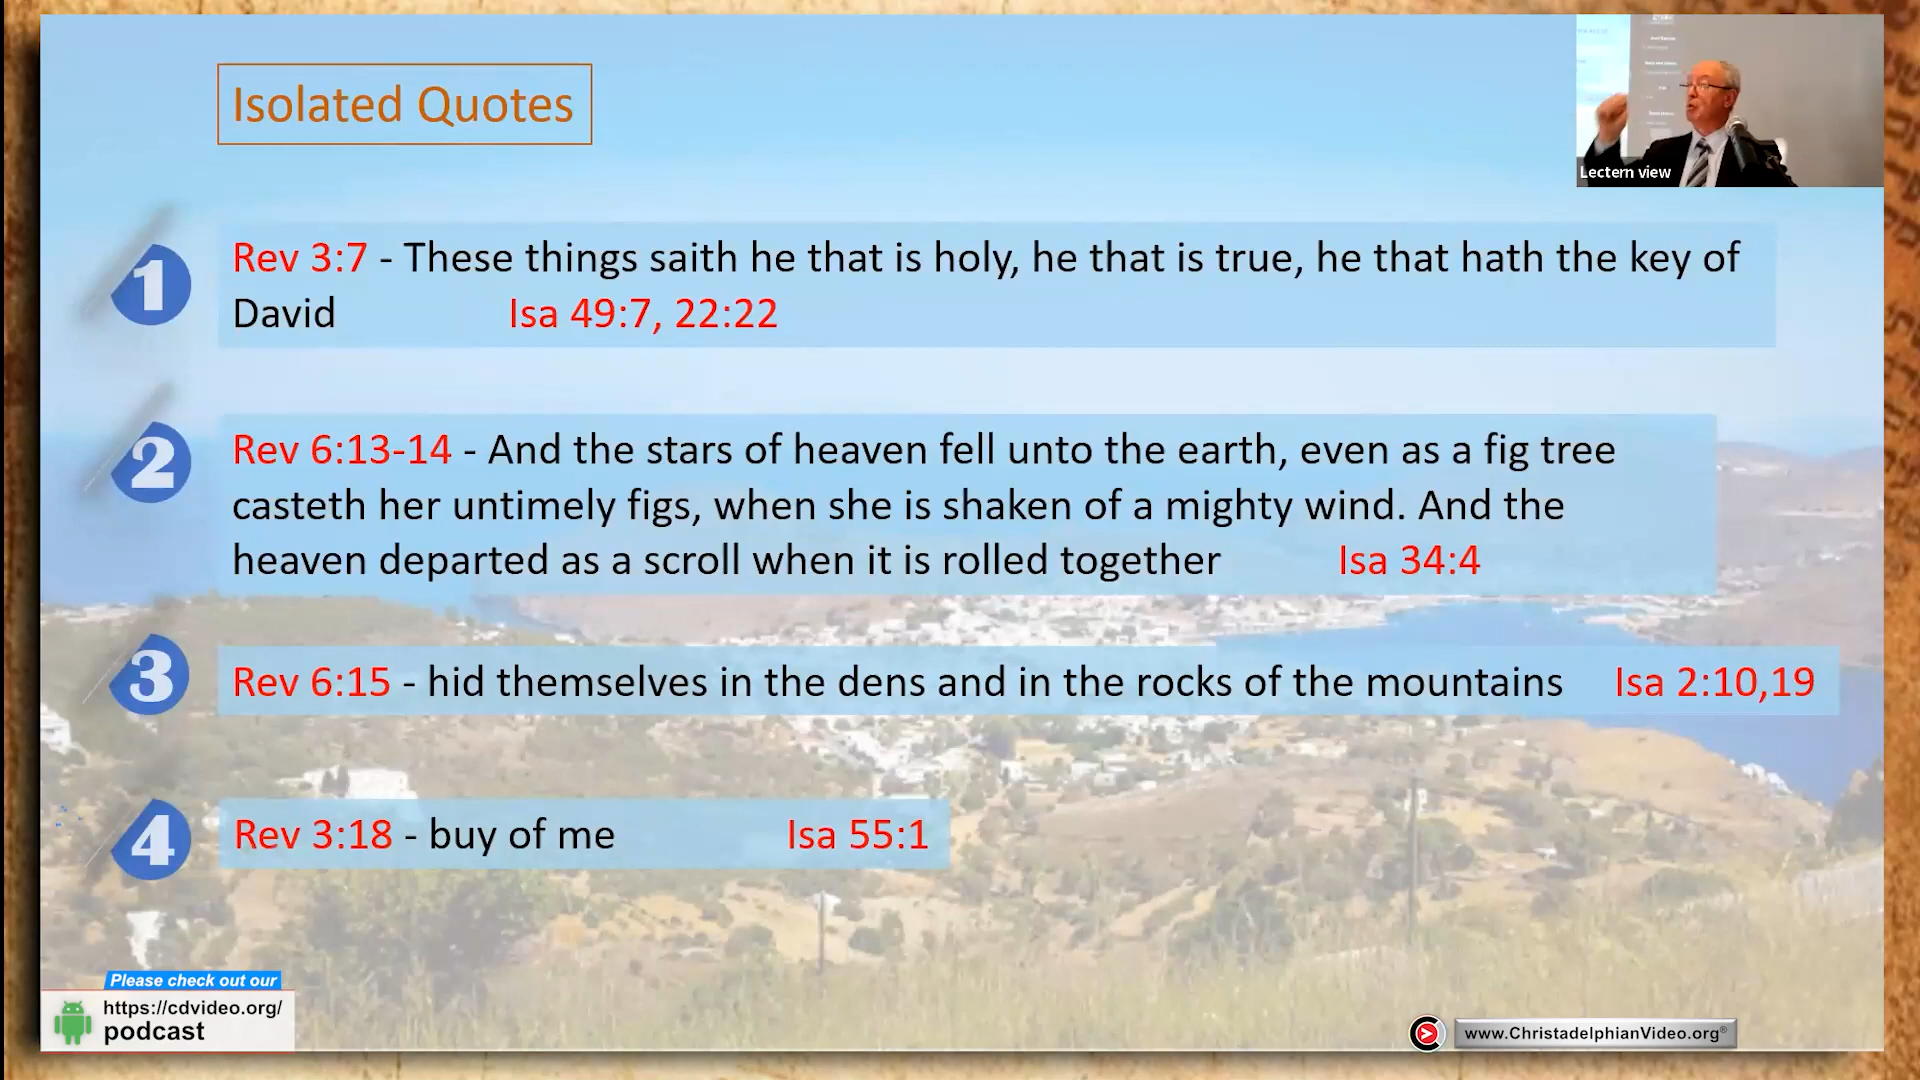 Isolated Quotes
Lectern view
1
Rev 3:7 - These things saith he that is holy, he that is true, he that hath the key of
David Isa 49:7, 22:22
2
Rev 6:13-14 - And the stars of heaven fell unto the earth, even as a fig tree
casteth her untimely figs, when she is shaken of a mighty wind. And the
heaven departed as a scroll when it is rolled together Isa 34:4
3
Rev 6:15 - hid themselves in the dens and in the rocks of the mountains Isa 2:10,19
4
Rev 3:18 - buy of me Isa 55:1
Please check out our
https://cdvideo.org/
podcast
www.ChristadelphianVideo.org®